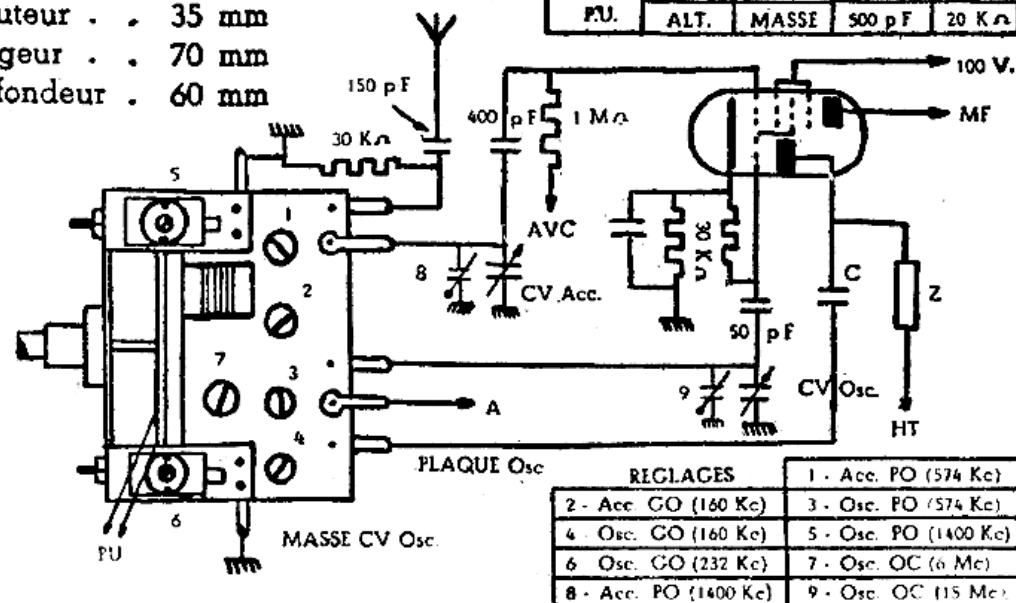 uteur . . 35 mm
geur . . 70 mm
fondeur . 60 mm
P.U. ALT. MASSE 500 pF 20 KΩ
100 V.
MF
150 pF
400 pF
1 MΩ
30 KΩ
5
1
AVC
30 KΩ
8
CV Acc.
2
C
Z
50 pF
7
3
9
CV Osc.
A
HT
4
PLAQUE Osc
6
PU
MASSE CV Osc.
REGLAGES
1 - Acc. PO (574 Kc)
2 - Acc. GO (160 Kc)
3 - Osc. PO (574 Kc)
4 - Osc. GO (160 Kc)
5 - Osc. PO (1400 Kc)
6 Osc. GO (232 Kc)
7 - Osc. OC (6 Mc)
8 - Acc. PO (1400 Kc)
9 - Osc. OC (15 Mc)